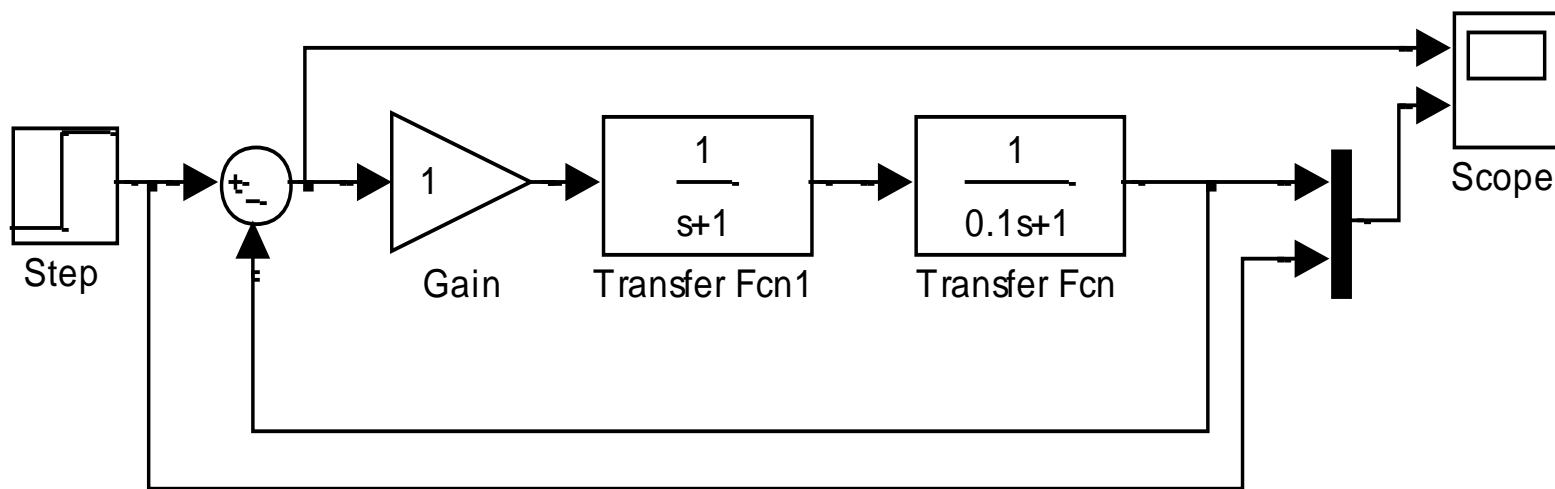 Step
+
−
1
Gain
1
s+1
Transfer Fcn1
1
0.1s+1
Transfer Fcn
Scope